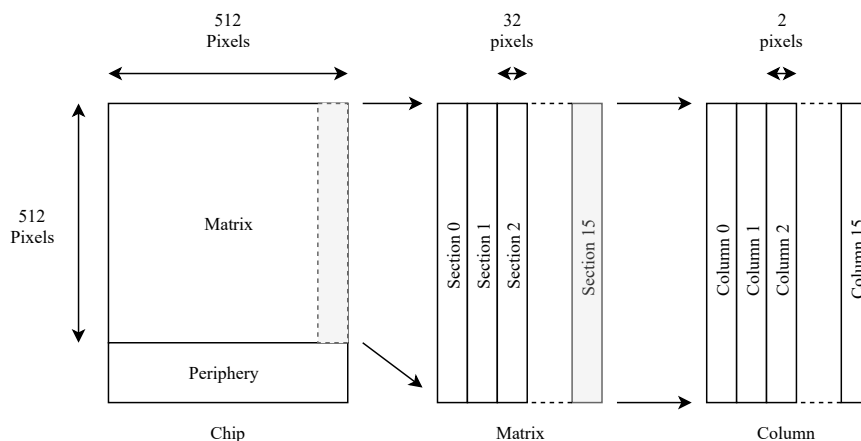 512
Pixels
32
pixels
2
pixels
512
Pixels
Matrix
Periphery
Section 0
Section 1
Section 2
Section 15
Column 0
Column 1
Column 2
Column 15
Chip
Matrix
Column